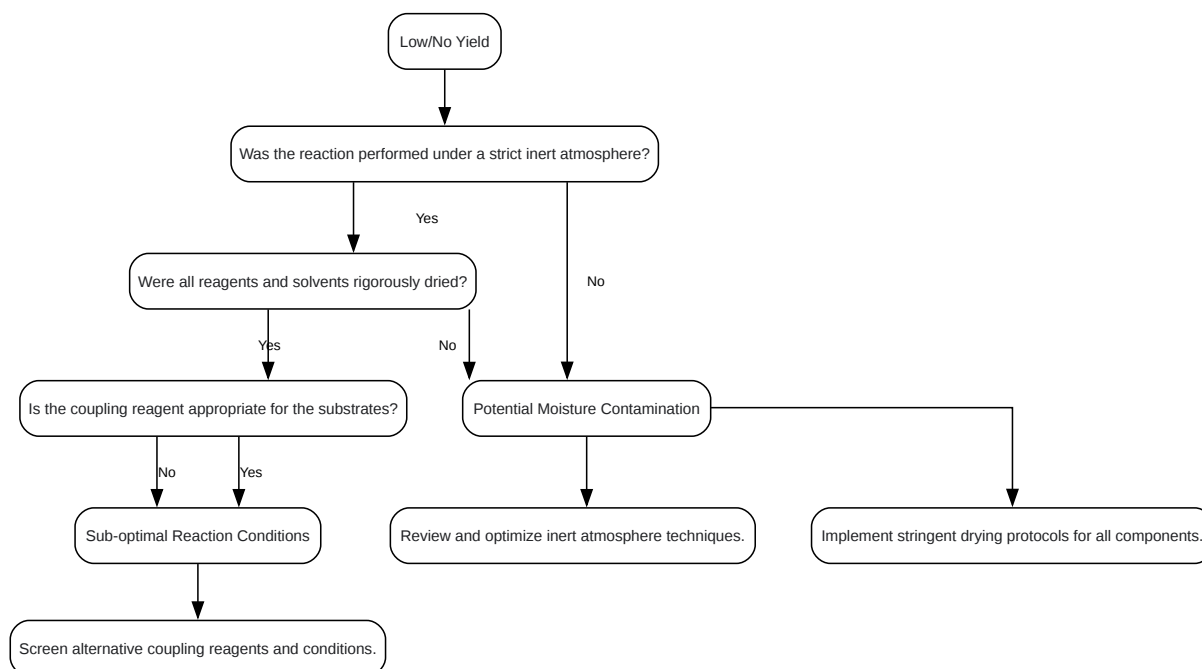 Low/No Yield
Was the reaction performed under a strict inert atmosphere?
Yes
Were all reagents and solvents rigorously dried?
No
Yes
No
Is the coupling reagent appropriate for the substrates?
Potential Moisture Contamination
No
Yes
Sub-optimal Reaction Conditions
Review and optimize inert atmosphere techniques.
Implement stringent drying protocols for all components.
Screen alternative coupling reagents and conditions.